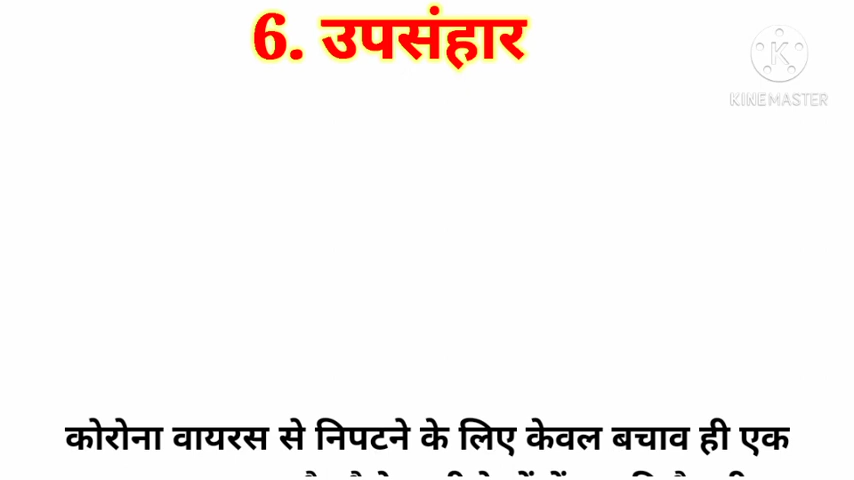 6. उपसंहार
KINEMASTER
कोरोना वायरस से निपटने के लिए केवल बचाव ही एक